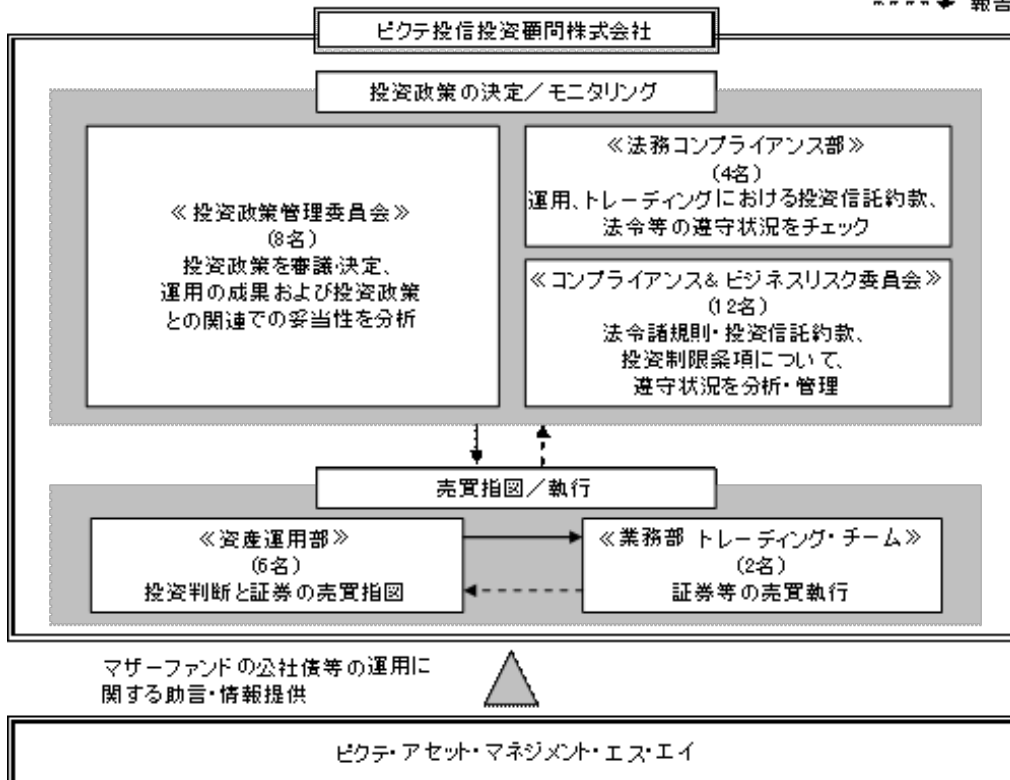 報告
ピクテ投信投資顧問株式会社
投資政策の決定／モニタリング
≪投資政策管理委員会≫
(8名)
投資政策を審議・決定、
運用の成果および投資政策
との関連での妥当性を分析
≪法務コンプライアンス部≫
(4名)
運用、トレーディングにおける投資信託約款、
法令等の遵守状況をチェック
≪コンプライアンス&ビジネスリスク委員会≫
(12名)
法令諸規則・投資信託約款、
投資制限条項について、
遵守状況を分析・管理
売買指図／執行
≪資産運用部≫
(6名)
投資判断と証券の売買指図
≪業務部 トレーディング・チーム≫
(2名)
証券等の売買執行
マザーファンドの公社債等の運用に
関する助言・情報提供
ピクテ・アセット・マネジメント・エス・エイ